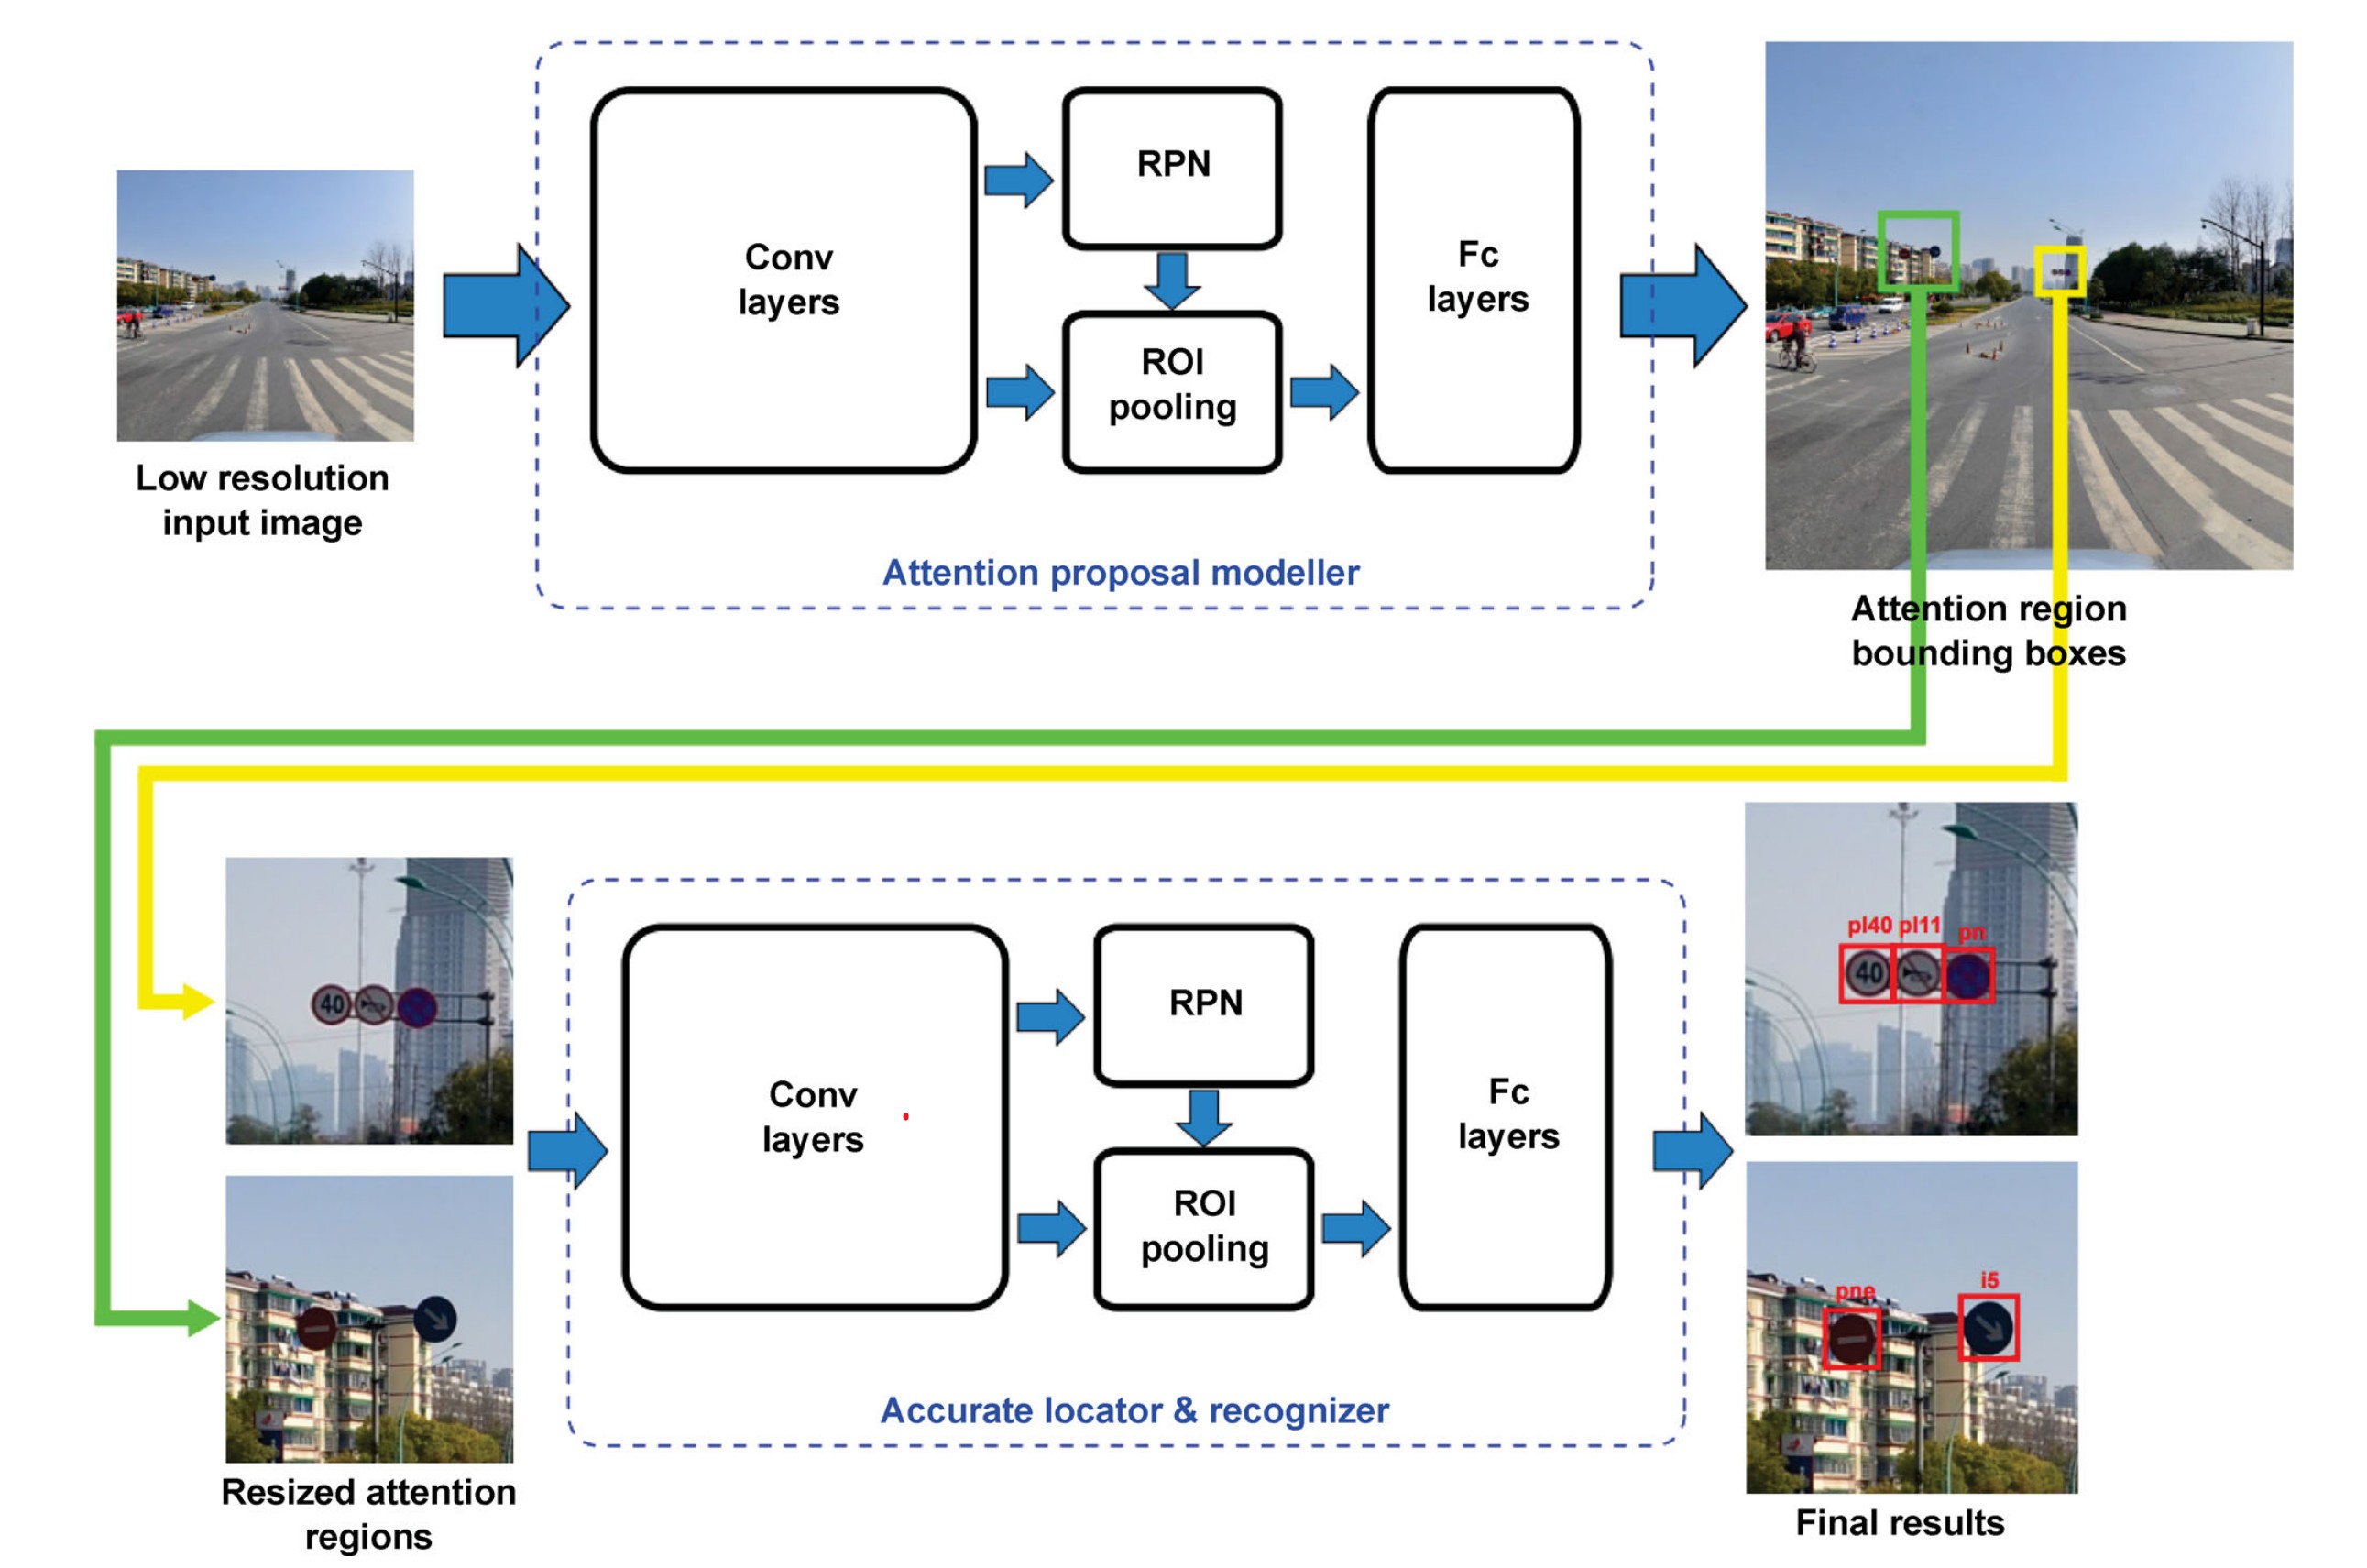 Conv
layers
RPN
ROI
pooling
Fc
layers
Low resolution
input image
Attention proposal modeller
Attention region
bounding boxes
40
Conv
layers
RPN
ROI
pooling
Fc
layers
Accurate locator & recognizer
Resized attention
regions
pl40 pl11 pn
40
pne i5
Final results